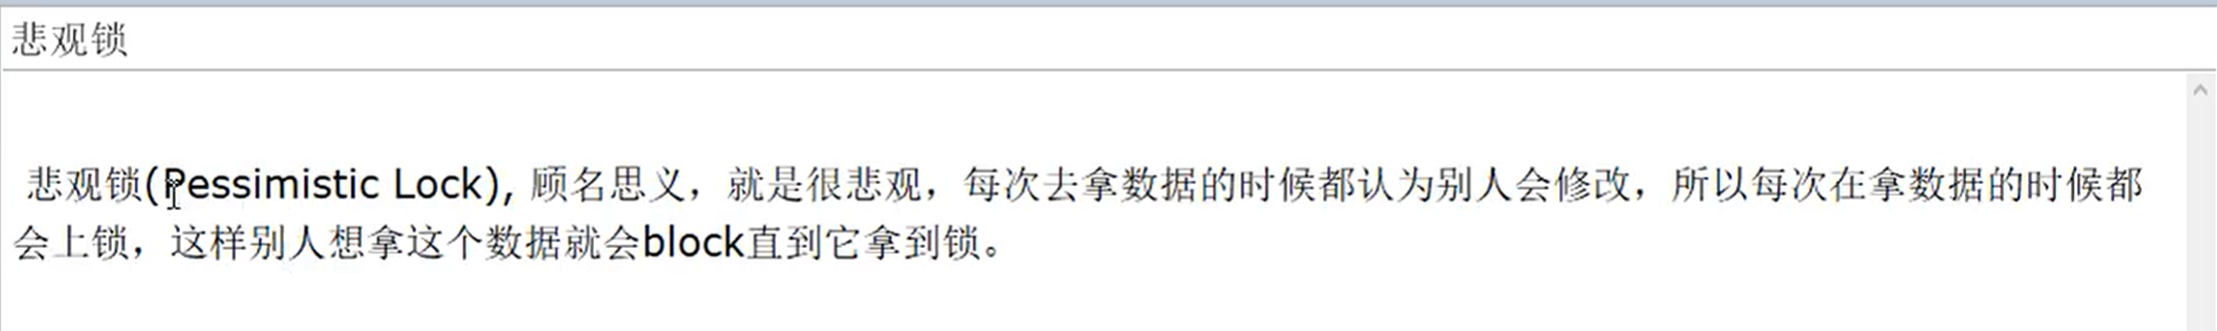 悲观锁
悲观锁(Pessimistic Lock), 顾名思义，就是很悲观，每次去拿数据的时候都认为别人会修改，所以每次在拿数据的时候都
会上锁，这样别人想拿这个数据就会block直到它拿到锁。